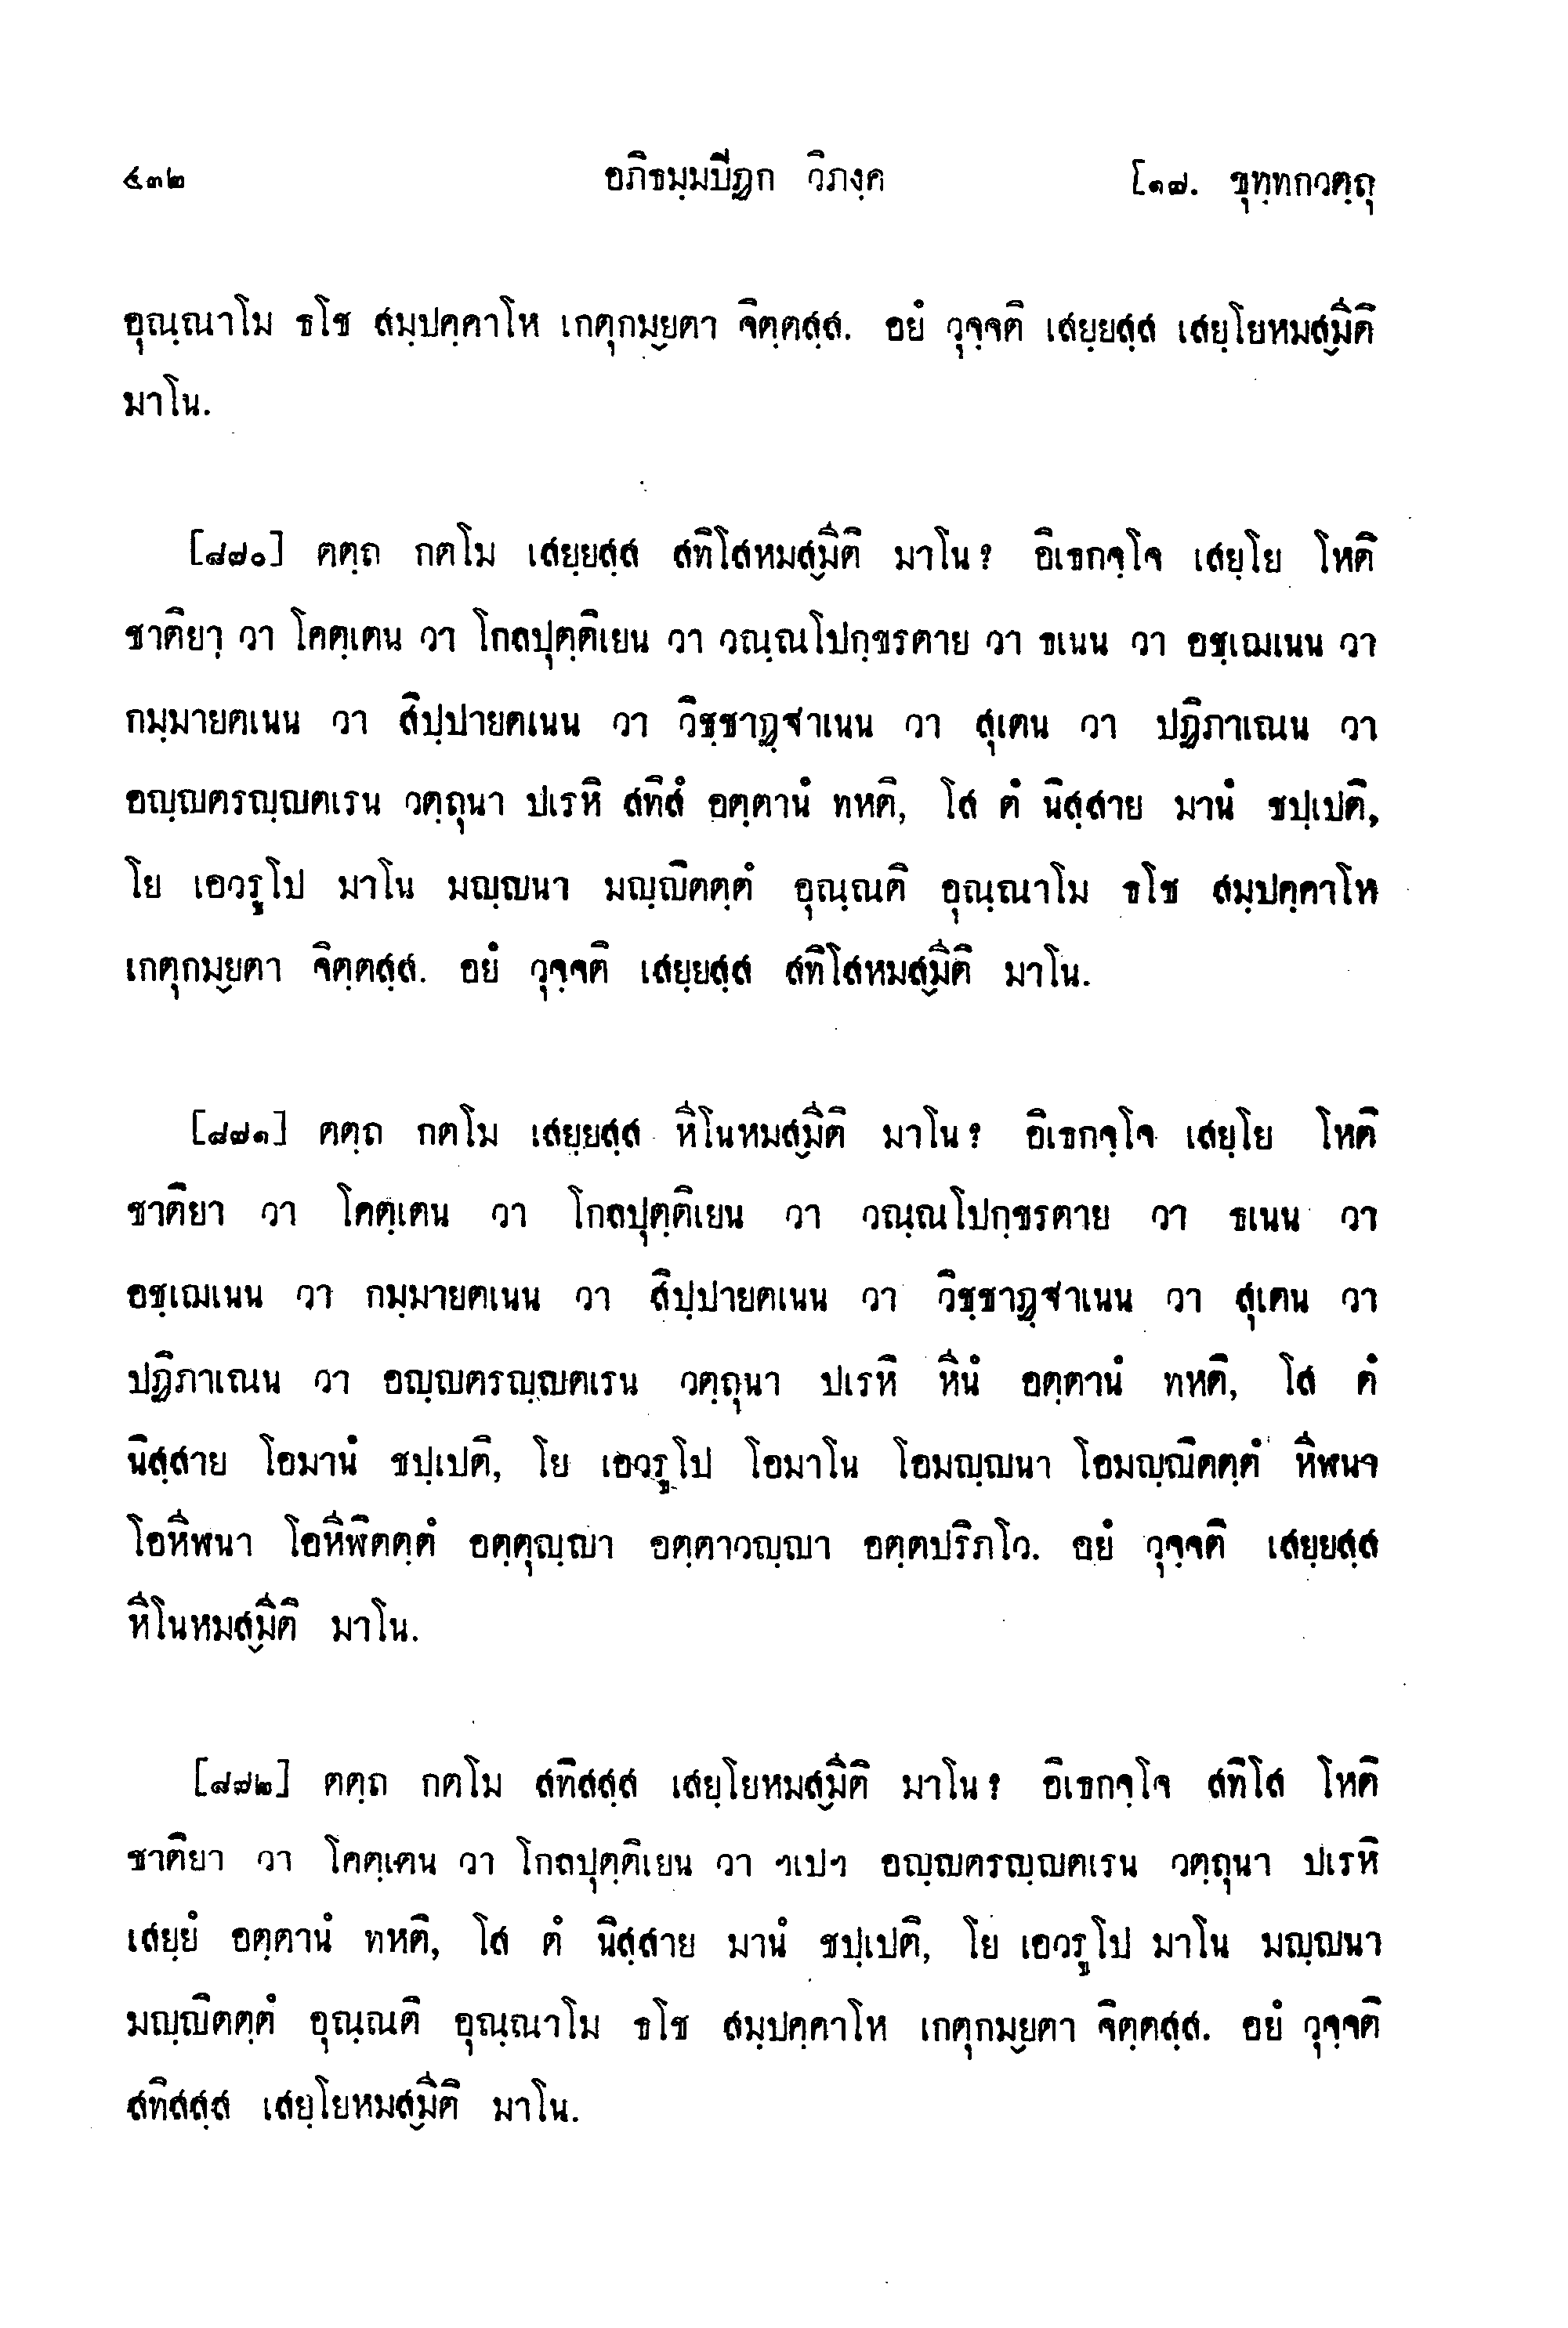 ๔๓๒ อภิธมฺมปีฏก วิภงฺค [๑๗. ขุทฺทกวตฺถุ
อุณฺณาโม ธโช สมฺปคฺคาโห เกตุกมฺยตา จิตฺตสฺส. อยํ วุจฺจติ เสยฺยสฺส เสยฺโยหมสฺมีติ
มาโน.
[๘๗๐] ตตฺถ กตโม เสยฺยสฺส สทิโสหมสฺมีติ มาโน? อิเธกจฺโจ เสยฺโย โหติ
ชาติยา วา โคตฺเตน วา โกลปุตฺติเยน วา วณฺณโปกฺขรตาย วา ธเนน วา อชฺเฌเนน วา
กมฺมายตเนน วา สิปฺปายตเนน วา วิชฺชาฏฺฐาเนน วา สุเตน วา ปฏิภาเณน วา
อญฺญตรญฺญตเรน วตฺถุนา ปเรหิ สทิสํ อตฺตานํ ทหติ, โส ตํ นิสฺสาย มานํ ชปฺเปติ,
โย เอวรูโป มาโน มญฺญนา มญฺญิตตฺตํ อุณฺณติ อุณฺณาโม ธโช สมฺปคฺคาโห
เกตุกมฺยตา จิตฺตสฺส. อยํ วุจฺจติ เสยฺยสฺส สทิโสหมสฺมีติ มาโน.
[๘๗๑] ตตฺถ กตโม เสยฺยสฺส หีโนหมสฺมีติ มาโน? อิเธกจฺโจ เสยฺโย โหติ
ชาติยา วา โคตฺเตน วา โกลปุตฺติเยน วา วณฺณโปกฺขรตาย วา ธเนน วา
อชฺเฌเนน วา กมฺมายตเนน วา สิปฺปายตเนน วา วิชฺชาฏฺฐาเนน วา สุเตน วา
ปฏิภาเณน วา อญฺญตรญฺญตเรน วตฺถุนา ปเรหิ หีนํ อตฺตานํ ทหติ, โส ตํ
นิสฺสาย โอมานํ ชปฺเปติ, โย เอวรูโป โอมาโน โอมญฺญนา โอมญฺญิตตฺตํ หีฬนา
โอหีฬนา โอหีฬิตตฺตํ อตฺตุญฺญา อตฺตาวญฺญา อตฺตปริภโว. อยํ วุจฺจติ เสยฺยสฺส
หีโนหมสฺมีติ มาโน.
[๘๗๒] ตตฺถ กตโม สทิสสฺส เสยฺโยหมสฺมีติ มาโน? อิเธกจฺโจ สทิโส โหติ
ชาติยา วา โคตฺเตน วา โกลปุตฺติเยน วา ฯเปฯ อญฺญตรญฺญตเรน วตฺถุนา ปเรหิ
เสยฺยํ อตฺตานํ ทหติ, โส ตํ นิสฺสาย มานํ ชปฺเปติ, โย เอวรูโป มาโน มญฺญนา
มญฺญิตตฺตํ อุณฺณติ อุณฺณาโม ธโช สมฺปคฺคาโห เกตุกมฺยตา จิตฺตสฺส. อยํ วุจฺจติ
สทิสสฺส เสยฺโยหมสฺมีติ มาโน.